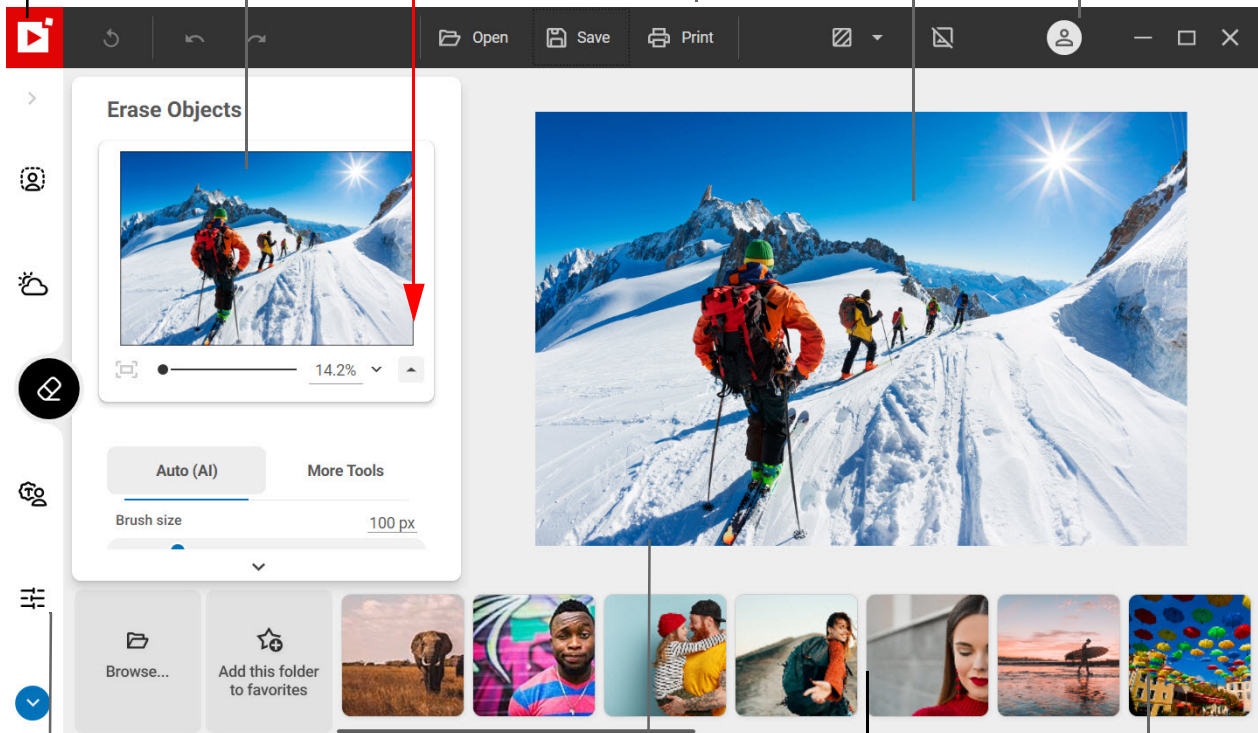 Open
Save
Print
Erase Objects
14.2%
Auto (AI)
More Tools
Brush size
100 px
Browse...
Add this folder
to favorites